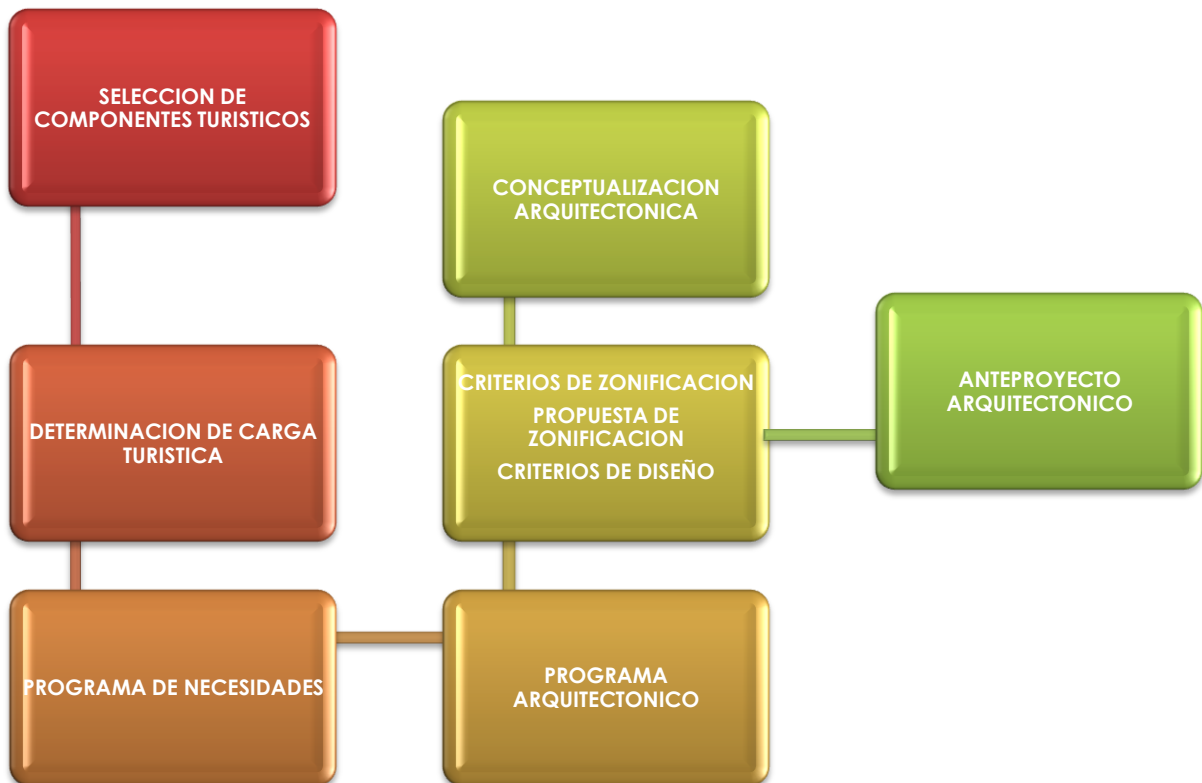 SELECCION DE
COMPONENTES TURISTICOS
DETERMINACION DE CARGA
TURISTICA
PROGRAMA DE NECESIDADES
PROGRAMA
ARQUITECTONICO
CRITERIOS DE ZONIFICACION
PROPUESTA DE
ZONIFICACION
CRITERIOS DE DISEÑO
CONCEPTUALIZACION
ARQUITECTONICA
ANTEPROYECTO
ARQUITECTONICO